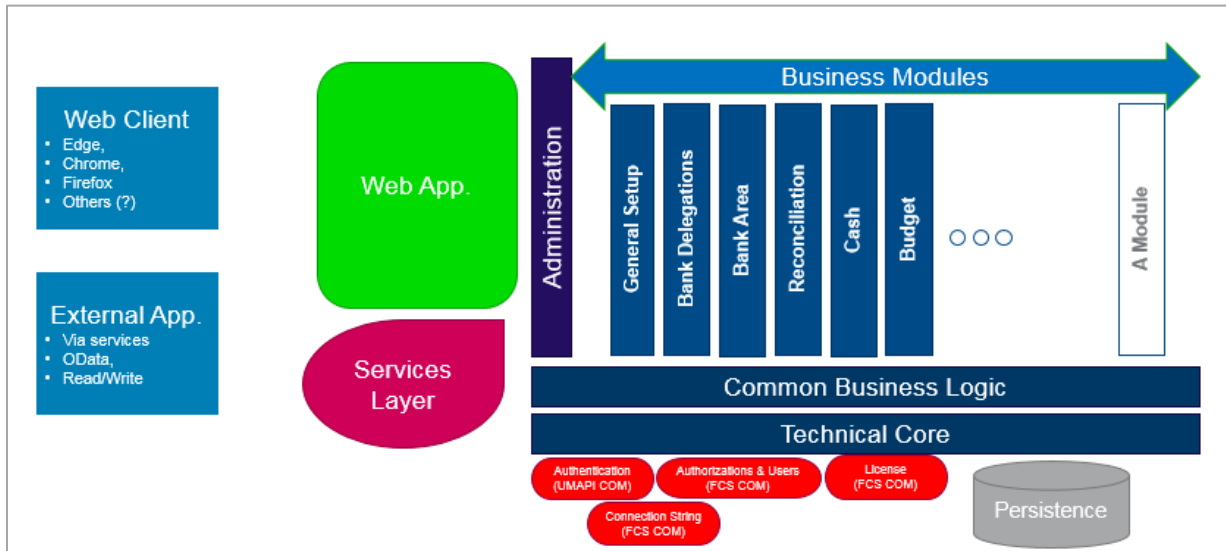 Web Client
• Edge,
• Chrome,
• Firefox
• Others (?)
External App.
• Via services
• OData,
• Read/Write
Web App.
Services
Layer
Administration
Business Modules
General Setup
Bank Delegations
Bank Area
Reconciliation
Cash
Budget
A Module
Common Business Logic
Technical Core
Authentication
(UMAPI COM)
Authorizations & Users
(FCS COM)
License
(FCS COM)
Connection String
(FCS COM)
Persistence